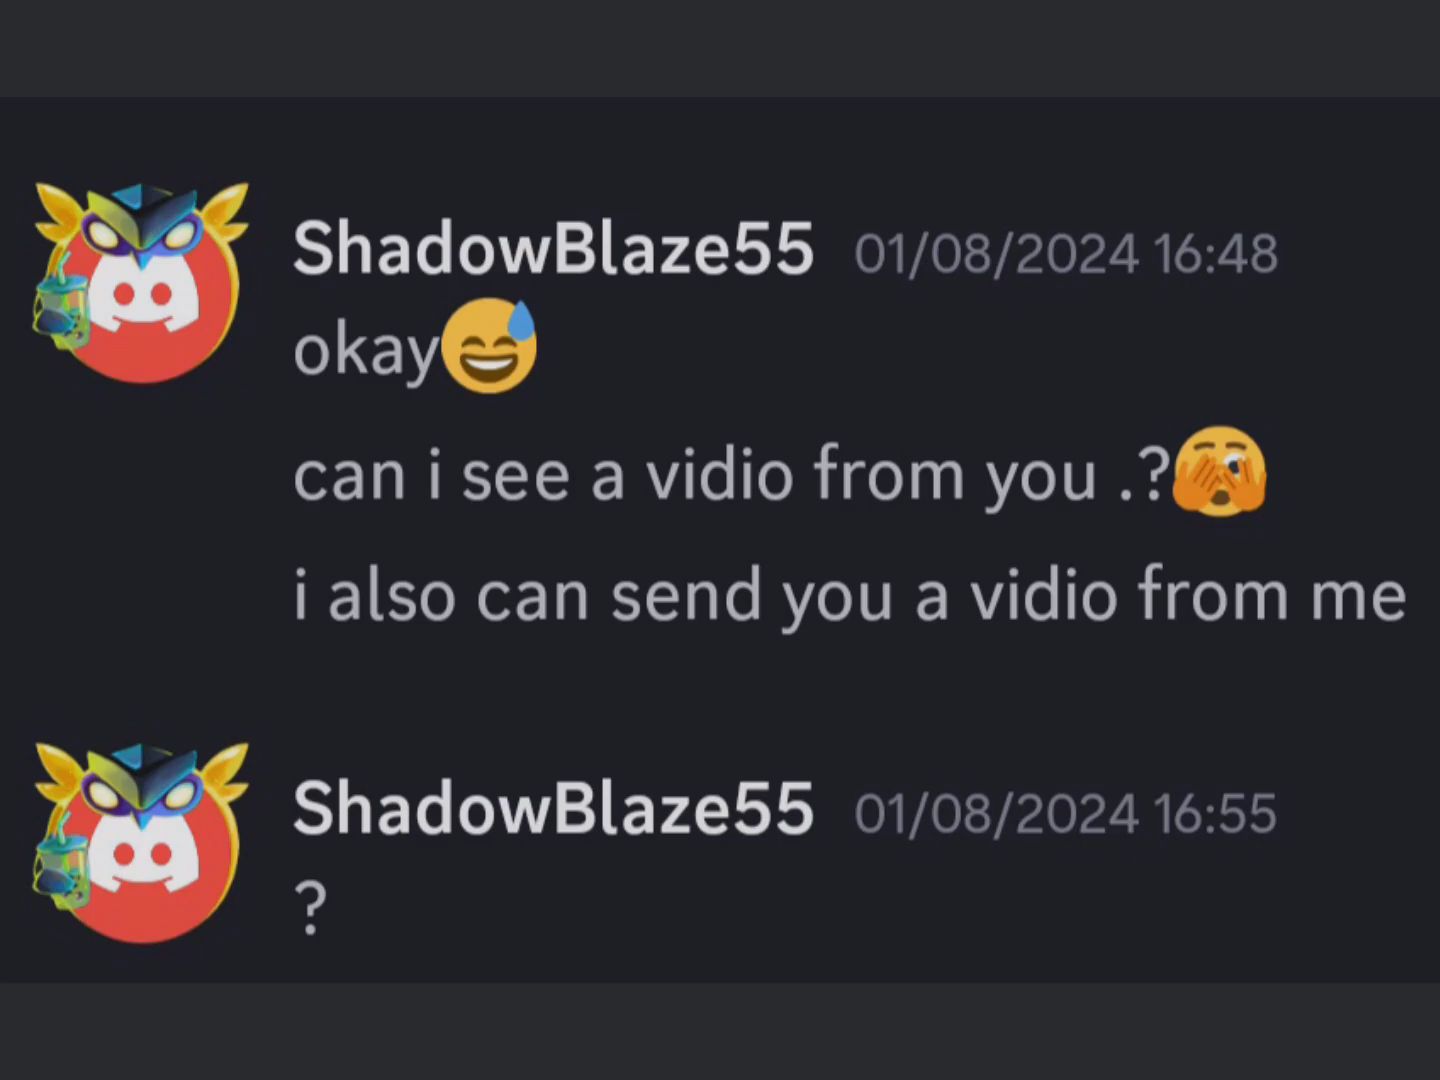 ShadowBlaze55 01/08/2024 16:48
okay😅
can i see a vidio from you .?🫣
i also can send you a vidio from me
ShadowBlaze55 01/08/2024 16:55
?